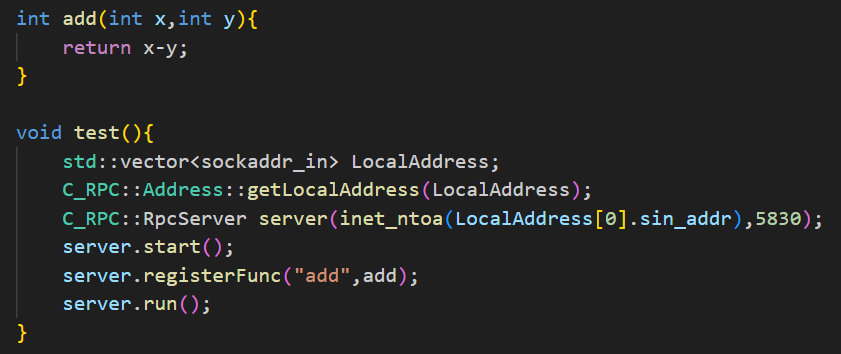 int add(int x,int y){
    return x-y;
}

void test(){
    std::vector<sockaddr_in> LocalAddress;
    C_RPC::Address::getLocalAddress(LocalAddress);
    C_RPC::RpcServer server(inet_ntoa(LocalAddress[0].sin_addr),5830);
    server.start();
    server.registerFunc("add",add);
    server.run();
}